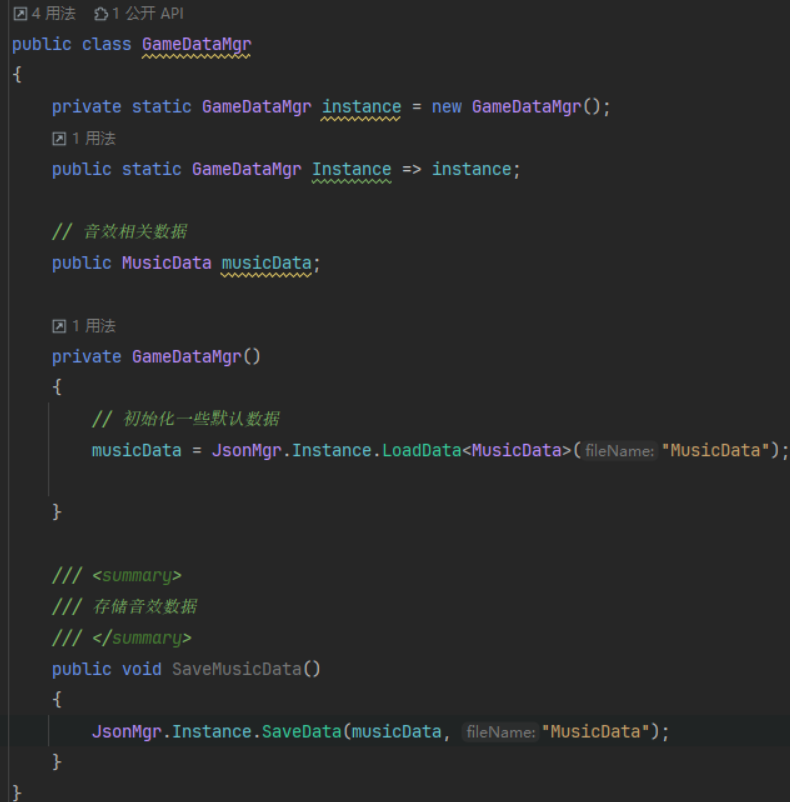 4 用法 1 公开 API
public class GameDataMgr
{
private static GameDataMgr instance = new GameDataMgr();
1 用法
public static GameDataMgr Instance => instance;
// 音效相关数据
public MusicData musicData;
1 用法
private GameDataMgr()
{
// 初始化一些默认数据
musicData = JsonMgr.Instance.LoadData<MusicData>( fileName: "MusicData");
}
/// <summary>
/// 存储音效数据
/// </summary>
public void SaveMusicData()
{
JsonMgr.Instance.SaveData(musicData, fileName: "MusicData");
}
}